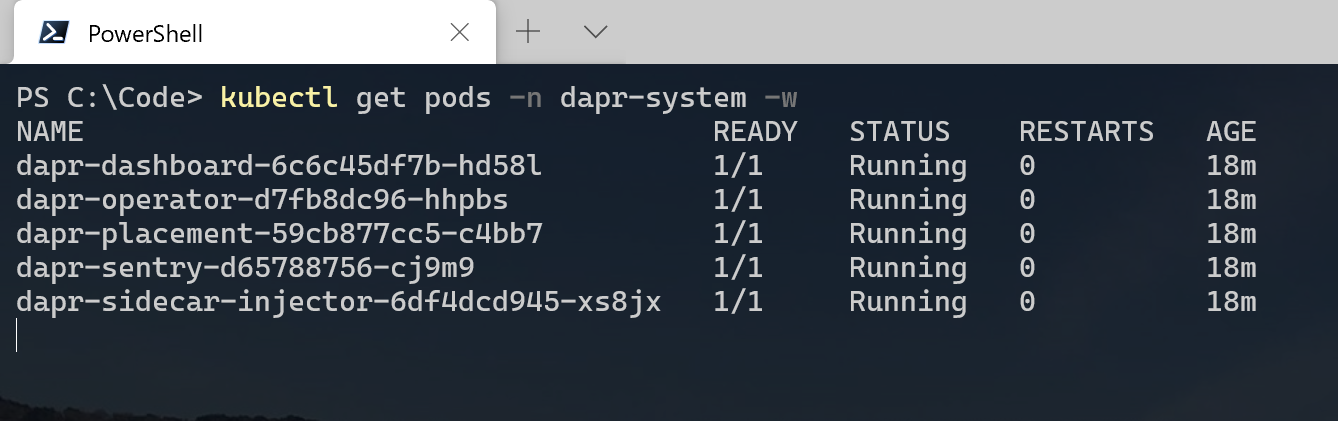 PowerShell
PS C:\Code> kubectl get pods -n dapr-system -w
NAME READY STATUS RESTARTS AGE
dapr-dashboard-6c6c45df7b-hd58l 1/1 Running 0 18m
dapr-operator-d7fb8dc96-hhpbs 1/1 Running 0 18m
dapr-placement-59cb877cc5-c4bb7 1/1 Running 0 18m
dapr-sentry-d65788756-cj9m9 1/1 Running 0 18m
dapr-sidecar-injector-6df4dcd945-xs8jx 1/1 Running 0 18m